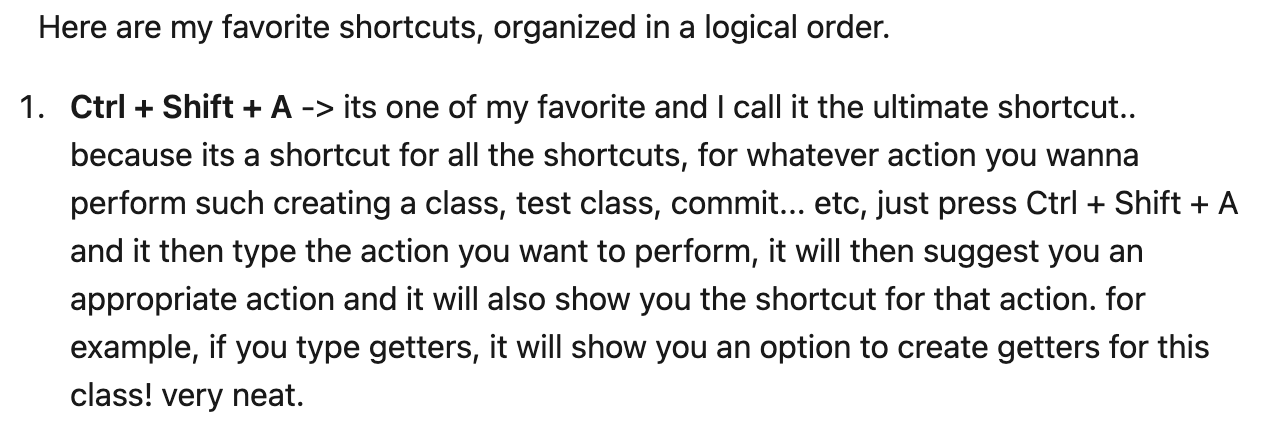 Here are my favorite shortcuts, organized in a logical order.
1. Ctrl + Shift + A -> its one of my favorite and I call it the ultimate shortcut..
because its a shortcut for all the shortcuts, for whatever action you wanna
perform such creating a class, test class, commit... etc, just press Ctrl + Shift + A
and it then type the action you want to perform, it will then suggest you an
appropriate action and it will also show you the shortcut for that action. for
example, if you type getters, it will show you an option to create getters for this
class! very neat.